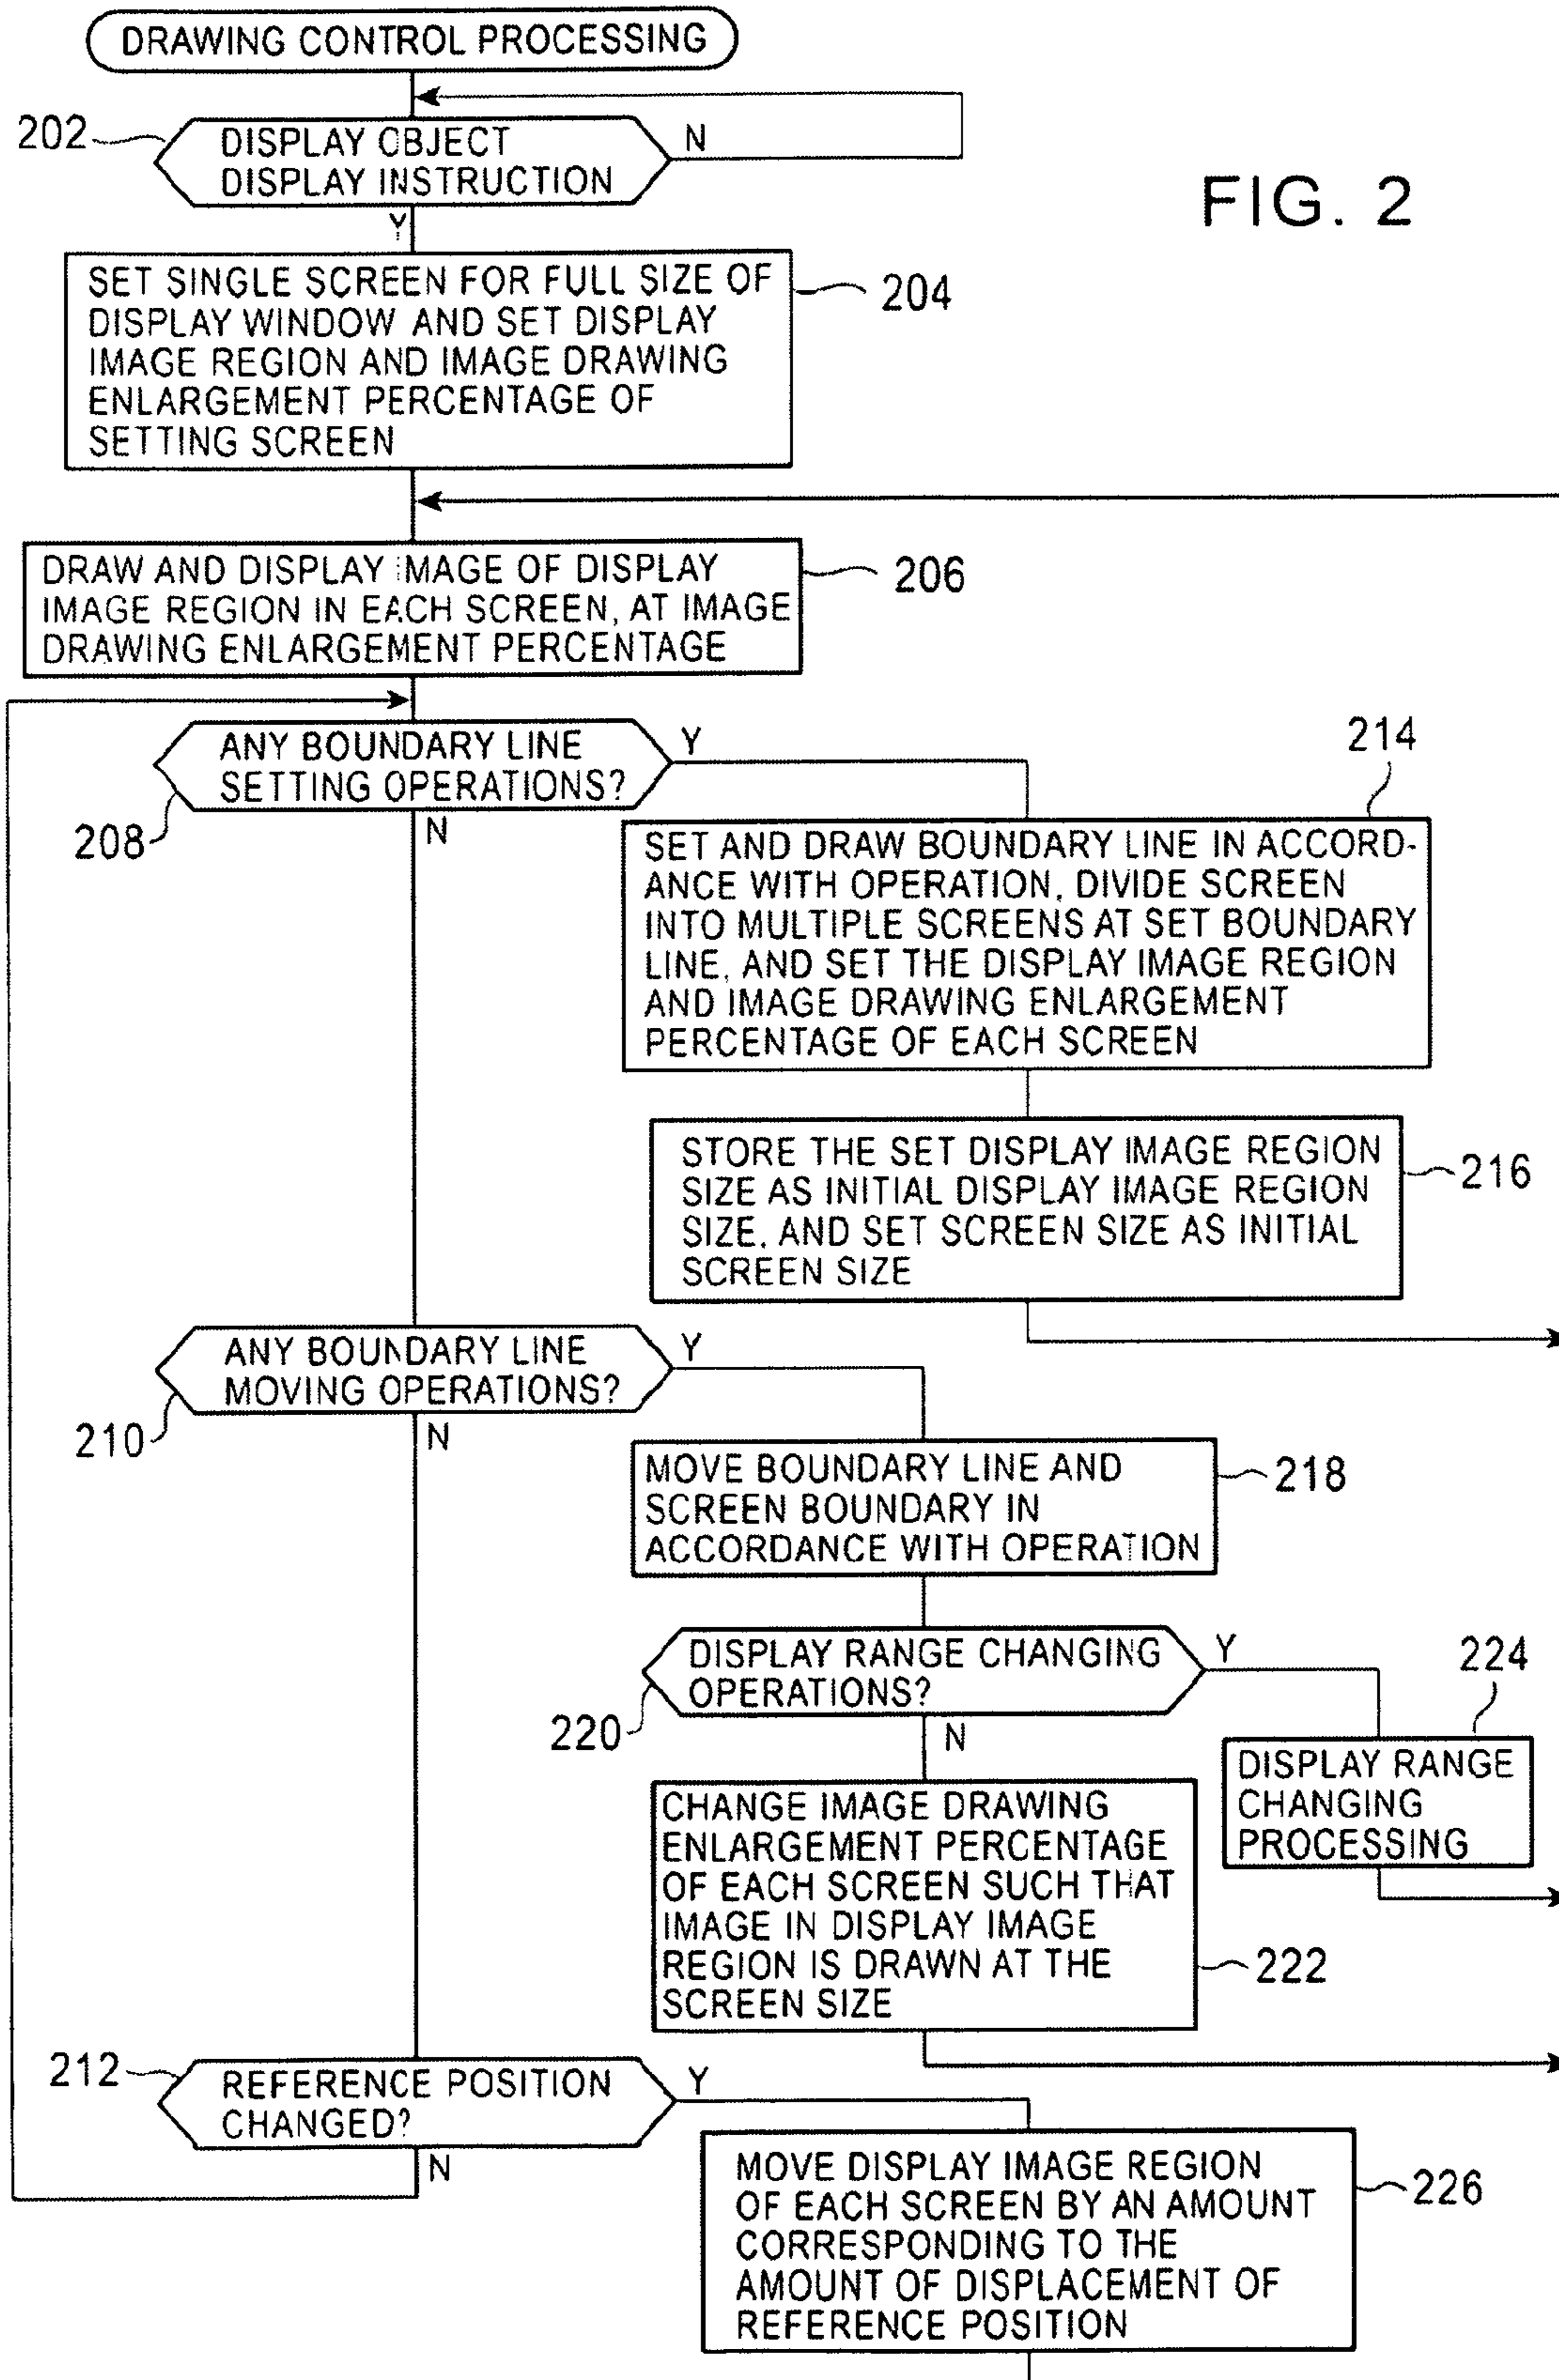 DRAWING CONTROL PROCESSING
202
DISPLAY OBJECT
DISPLAY INSTRUCTION
N
Y
FIG. 2
SET SINGLE SCREEN FOR FULL SIZE OF
DISPLAY WINDOW AND SET DISPLAY
IMAGE REGION AND IMAGE DRAWING
ENLARGEMENT PERCENTAGE OF
SETTING SCREEN
204
DRAW AND DISPLAY IMAGE OF DISPLAY
IMAGE REGION IN EACH SCREEN, AT IMAGE
DRAWING ENLARGEMENT PERCENTAGE
206
ANY BOUNDARY LINE
SETTING OPERATIONS?
Y
208
N
214
SET AND DRAW BOUNDARY LINE IN ACCORD-
ANCE WITH OPERATION, DIVIDE SCREEN
INTO MULTIPLE SCREENS AT SET BOUNDARY
LINE, AND SET THE DISPLAY IMAGE REGION
AND IMAGE DRAWING ENLARGEMENT
PERCENTAGE OF EACH SCREEN
STORE THE SET DISPLAY IMAGE REGION
SIZE AS INITIAL DISPLAY IMAGE REGION
SIZE, AND SET SCREEN SIZE AS INITIAL
SCREEN SIZE
216
ANY BOUNDARY LINE
MOVING OPERATIONS?
Y
210
N
MOVE BOUNDARY LINE AND
SCREEN BOUNDARY IN
ACCORDANCE WITH OPERATION
218
DISPLAY RANGE CHANGING
OPERATIONS?
Y
220
N
224
DISPLAY RANGE
CHANGING
PROCESSING
CHANGE IMAGE DRAWING
ENLARGEMENT PERCENTAGE
OF EACH SCREEN SUCH THAT
IMAGE IN DISPLAY IMAGE
REGION IS DRAWN AT THE
SCREEN SIZE
222
212
REFERENCE POSITION
CHANGED?
Y
N
MOVE DISPLAY IMAGE REGION
OF EACH SCREEN BY AN AMOUNT
CORRESPONDING TO THE
AMOUNT OF DISPLACEMENT OF
REFERENCE POSITION
226